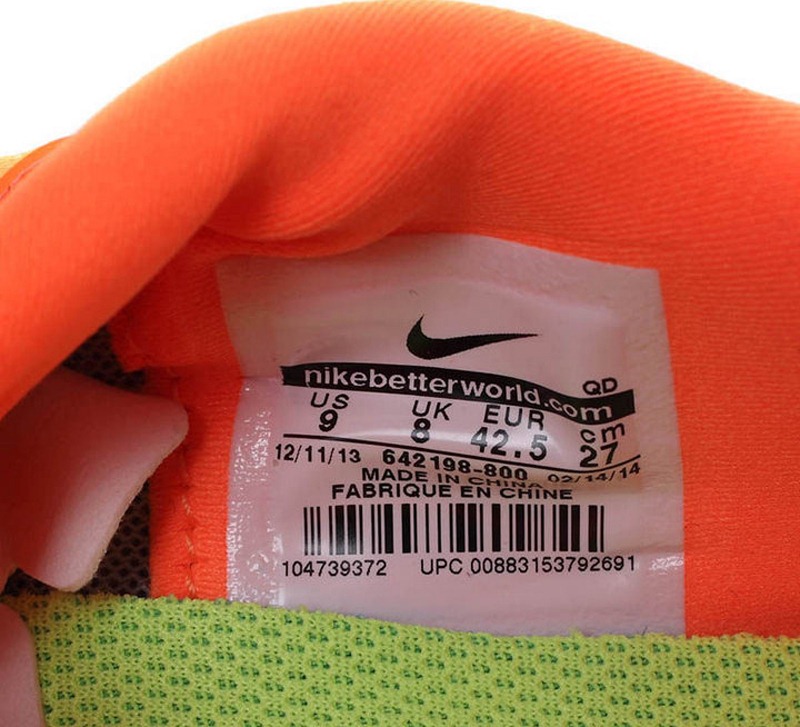 nikebetterworld.com
QD
US UK EUR cm
9 8 42.5 27
12/11/13 642198-800 02/14/14
MADE IN CHINA
FABRIQUE EN CHINE
104739372 UPC 00883153792691